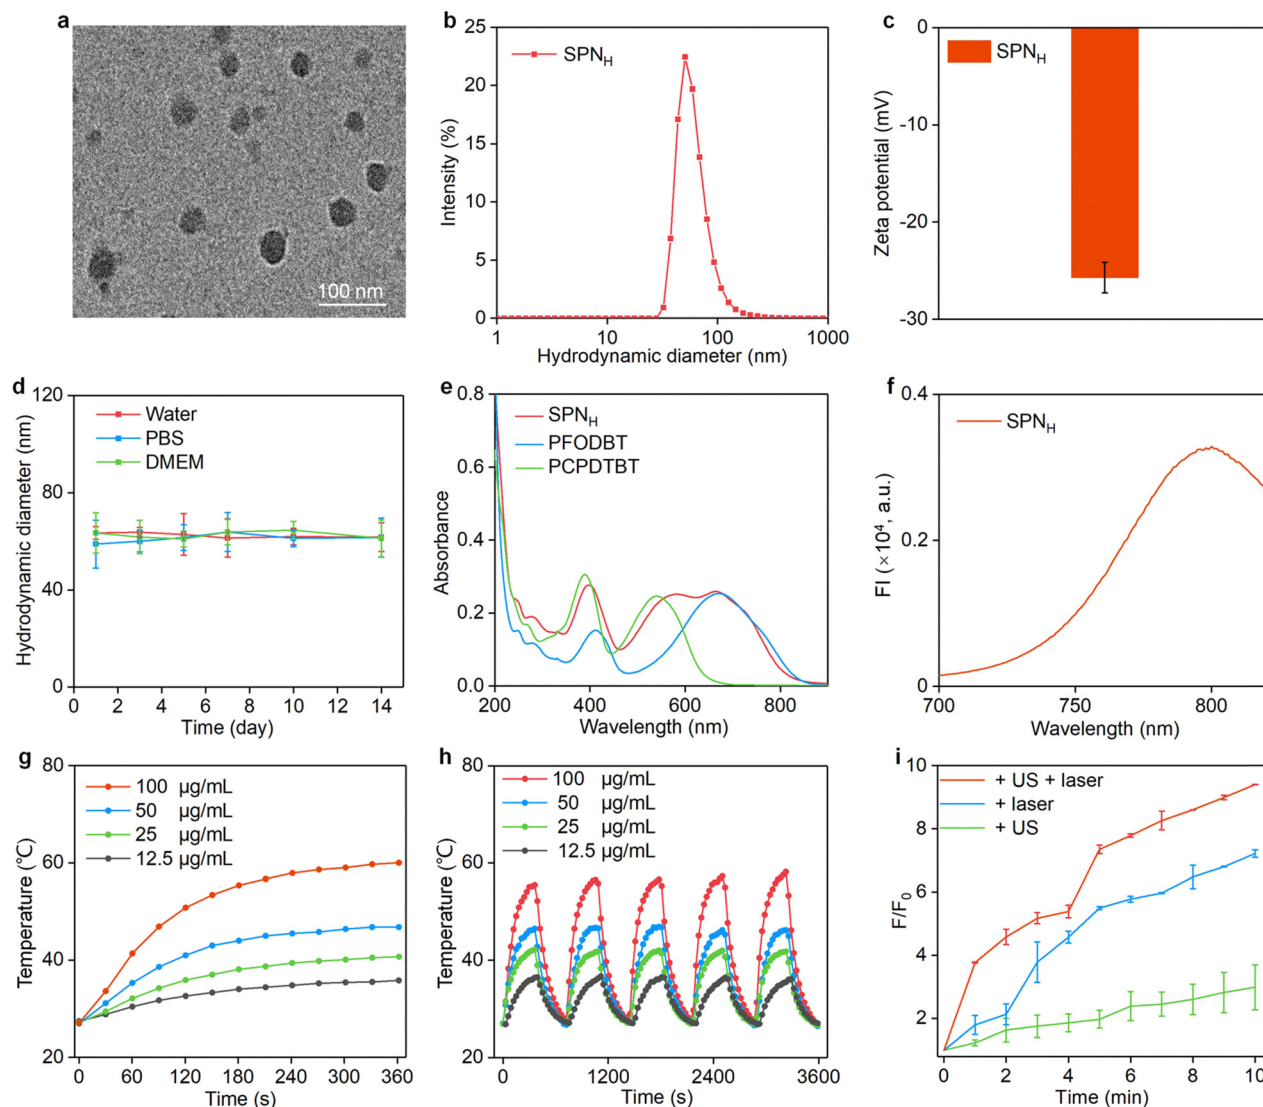 a
100 nm
b
SPNH
Intensity (%)
25
20
15
10
5
0
1
10
100
1000
Hydrodynamic diameter (nm)
c
SPNH
Zeta potential (mV)
0
-10
-20
-30
d
Water
PBS
DMEM
Hydrodynamic diameter (nm)
120
80
40
0
0 2 4 6 8 10 12 14
Time (day)
e
SPNH
PFODBT
PCPDTBT
Absorbance
0.8
0.6
0.4
0.2
0.0
200 400 600 800
Wavelength (nm)
f
SPNH
FI (×10⁴, a.u.)
0.4
0.2
0
700 750 800
Wavelength (nm)
g
100 µg/mL
50 µg/mL
25 µg/mL
12.5 µg/mL
Temperature (℃)
80
60
40
20
0 60 120 180 240 300 360
Time (s)
h
100 µg/mL
50 µg/mL
25 µg/mL
12.5 µg/mL
Temperature (℃)
80
60
40
20
0 1200 2400 3600
Time (s)
i
+ US + laser
+ laser
+ US
F/F0
10
8
6
4
2
0 2 4 6 8 10
Time (min)